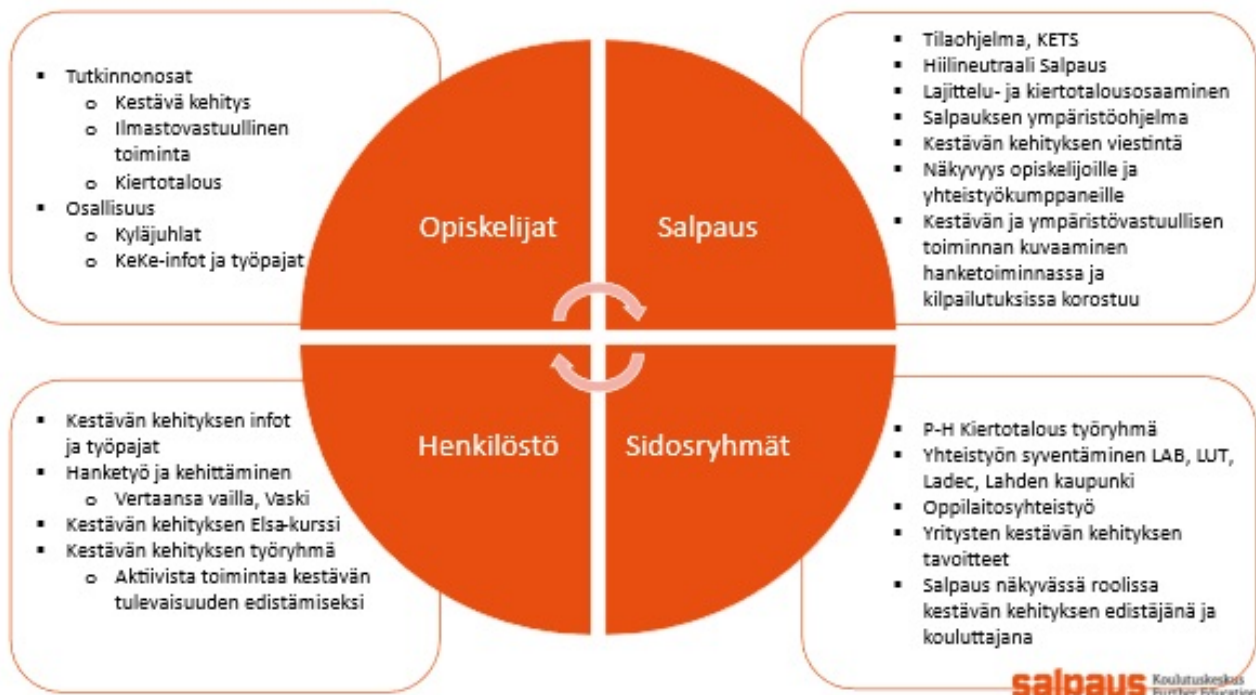 ▪ Tutkinnonosat
o Kestävä kehitys
o Ilmastovastuullinen
toiminta
o Kiertotalous
▪ Osallisuus
o Kyläjuhlat
o KeKe-infot ja työpajat
Opiskelijat
Salpaus
▪ Tilaohjelma, KETS
▪ Hiilineutraali Salpaus
▪ Lajittelu- ja kiertotalousosaaminen
▪ Salpauksen ympäristöohjelma
▪ Kestävän kehityksen viestintä
▪ Näkyvyys opiskelijoille ja
yhteistyökumppaneille
▪ Kestävän ja ympäristövastuullisen
toiminnan kuvaaminen
hanketoiminnassa ja
kilpailutuksissa korostuu
▪ Kestävän kehityksen infot
ja työpajat
▪ Hanketyö ja kehittäminen
o Vertaansa vailla, Vaski
▪ Kestävän kehityksen Elsa-kurssi
▪ Kestävän kehityksen työryhmä
o Aktiivista toimintaa kestävän
tulevaisuuden edistämiseksi
Henkilöstö
Sidosryhmät
▪ P-H Kiertotalous työryhmä
▪ Yhteistyön syventäminen LAB, LUT,
Ladec, Lahden kaupunki
▪ Oppilaitosyhteistyö
▪ Yritysten kestävän kehityksen
tavoitteet
▪ Salpaus näkyvässä roolissa
kestävän kehityksen edistäjänä ja
kouluttajana
salpaus
Koulutuskeskus
Further Education